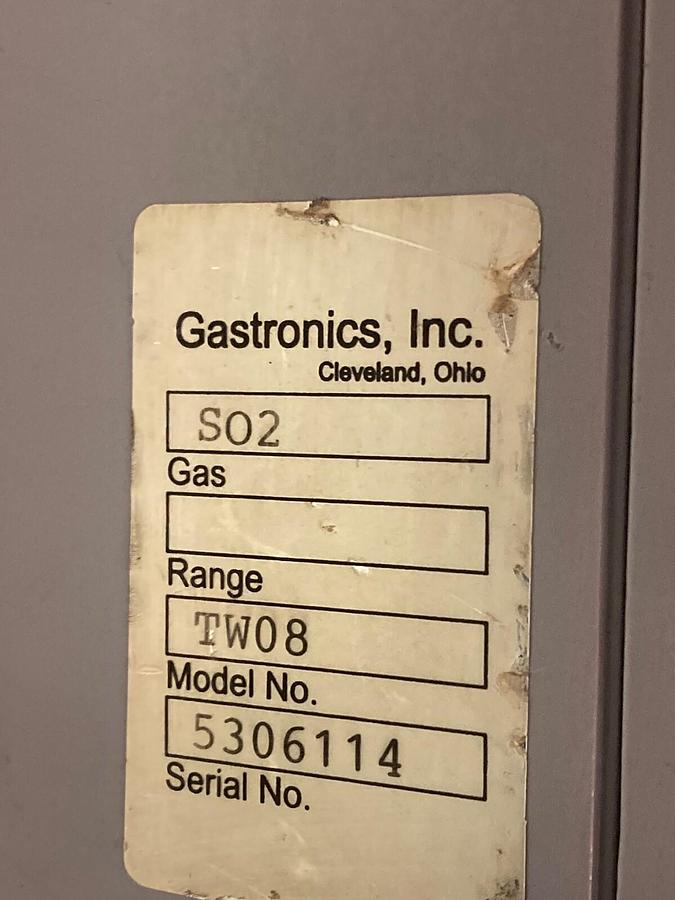 Gastronics, Inc.
Cleveland, Ohio
SO2
Gas
Range
TW08
Model No.
5306114
Serial No.